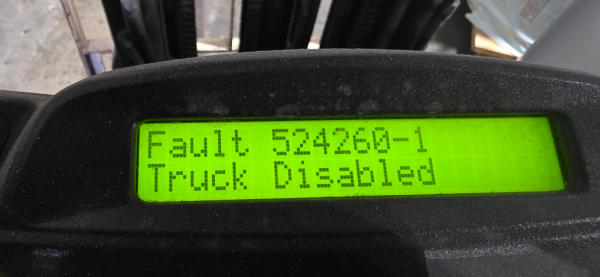 Fault 524260-1
Truck Disabled